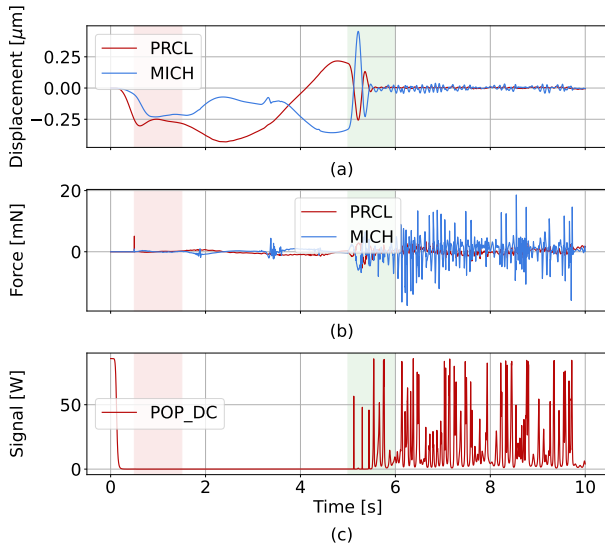 Displacement [μm]
0.25
0.00
−0.25
PRCL
MICH
(a)
Force [mN]
20
0
PRCL
MICH
(b)
Signal [W]
50
0
POP_DC
0 2 4 6 8 10
Time [s]
(c)